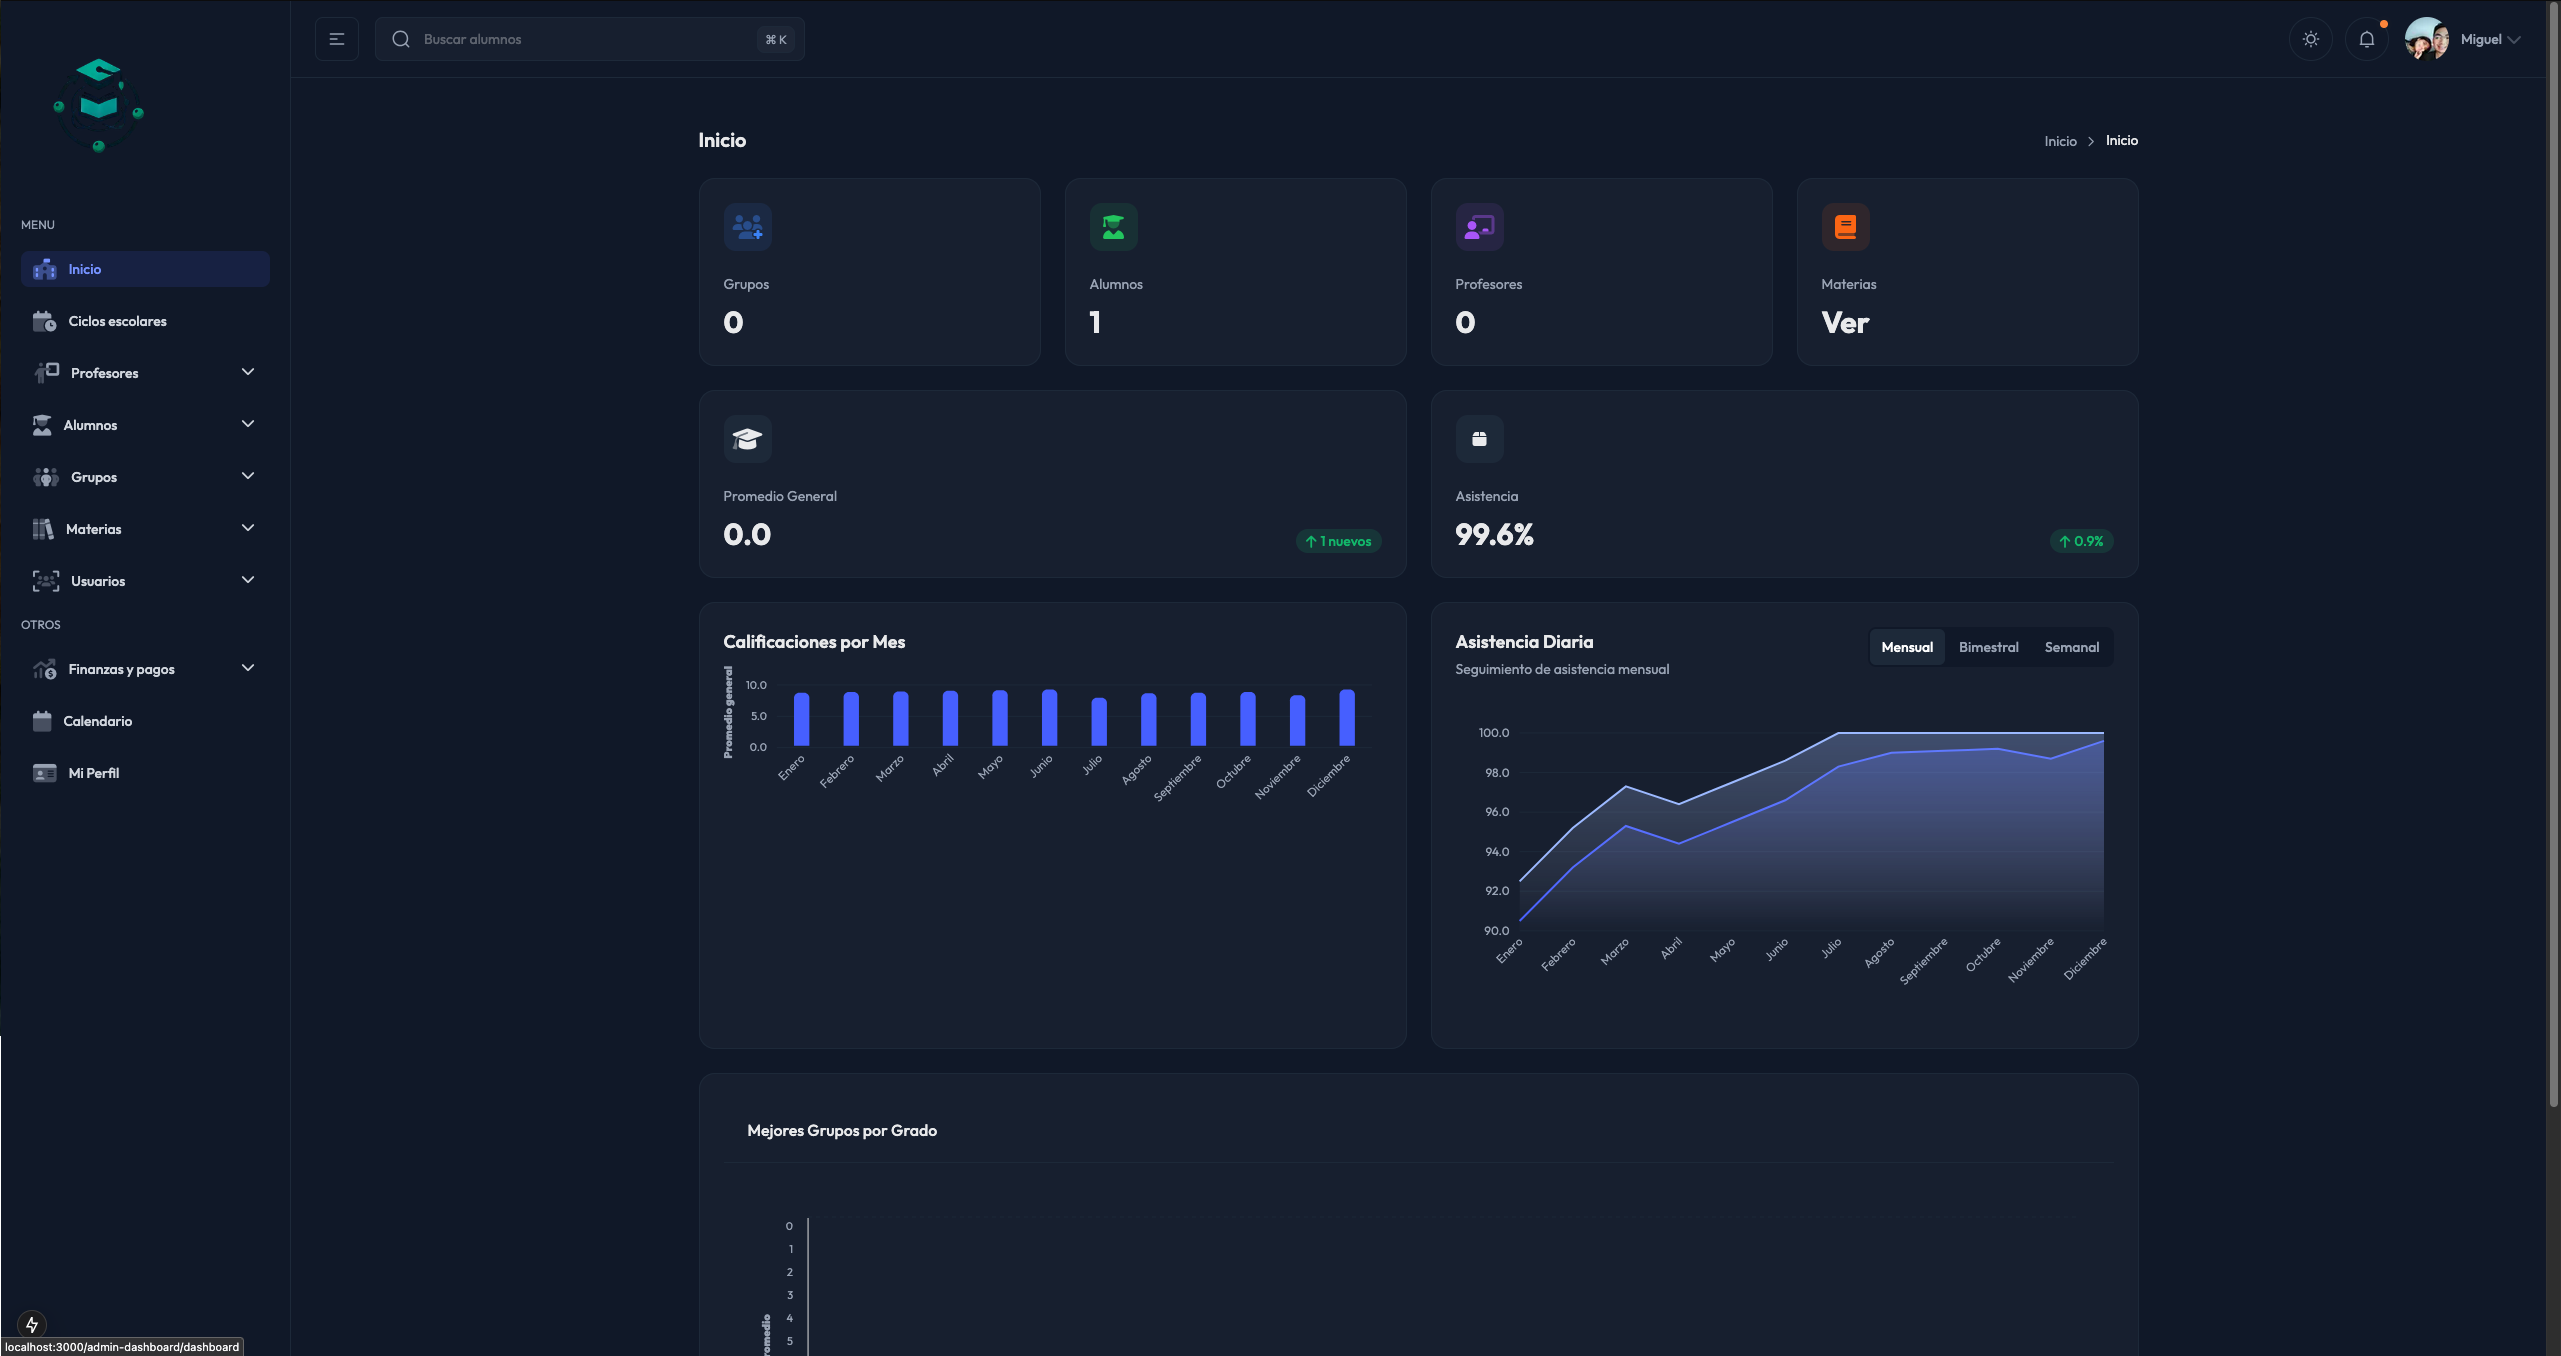 Buscar alumnos
⌘ K
Miguel
MENU
Inicio
Ciclos escolares
Profesores
Alumnos
Grupos
Materias
Usuarios
OTROS
Finanzas y pagos
Calendario
Mi Perfil
Inicio
Inicio > Inicio
Grupos
0
Alumnos
1
Profesores
0
Materias
Ver
Promedio General
0.0
1 nuevos
Asistencia
99.6%
0.9%
Calificaciones por Mes
Promedio general
10.0
5.0
0.0
Enero
Febrero
Marzo
Abril
Mayo
Junio
Julio
Agosto
Septiembre
Octubre
Noviembre
Diciembre
Asistencia Diaria
Seguimiento de asistencia mensual
Mensual
Bimestral
Semanal
100.0
98.0
96.0
94.0
92.0
90.0
Enero
Febrero
Marzo
Abril
Mayo
Junio
Julio
Agosto
Septiembre
Octubre
Noviembre
Diciembre
Mejores Grupos por Grado
0
1
2
3
4
5
omedio
localhost:3000/admin-dashboard/dashboard